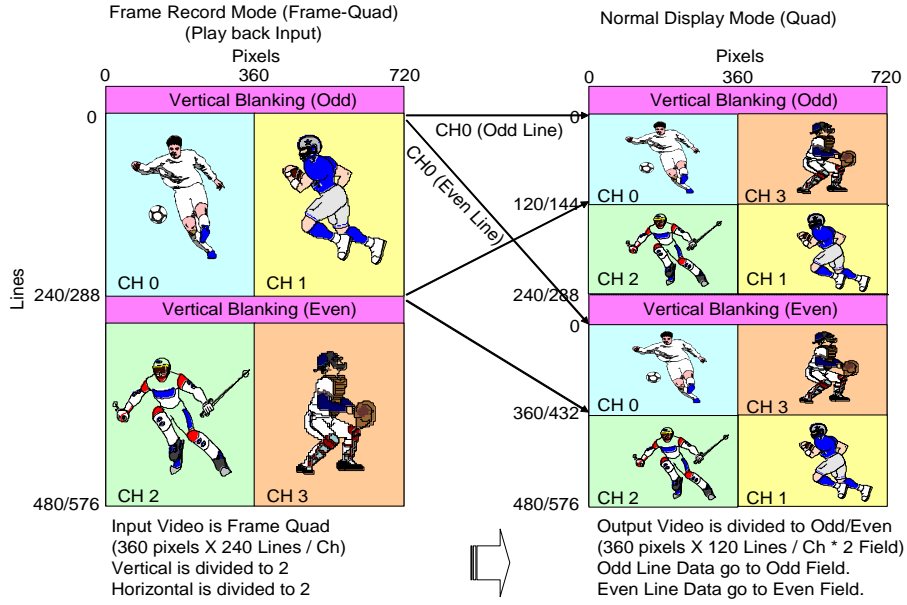 Frame Record Mode (Frame-Quad)
(Play back Input)
Pixels
0 360 720
Vertical Blanking (Odd)
0
CH 0
CH 1
Lines
240/288
Vertical Blanking (Even)
CH 2
CH 3
480/576
Input Video is Frame Quad
(360 pixels X 240 Lines / Ch)
Vertical is divided to 2
Horizontal is divided to 2
CH0 (Odd Line)
CH0 (Even Line)
Normal Display Mode (Quad)
Pixels
0 360 720
Vertical Blanking (Odd)
0
CH 0
CH 3
120/144
CH 2
CH 1
240/288
Vertical Blanking (Even)
0
CH 0
CH 3
360/432
CH 2
CH 1
480/576
Output Video is divided to Odd/Even
(360 pixels X 120 Lines / Ch * 2 Field)
Odd Line Data go to Odd Field.
Even Line Data go to Even Field.